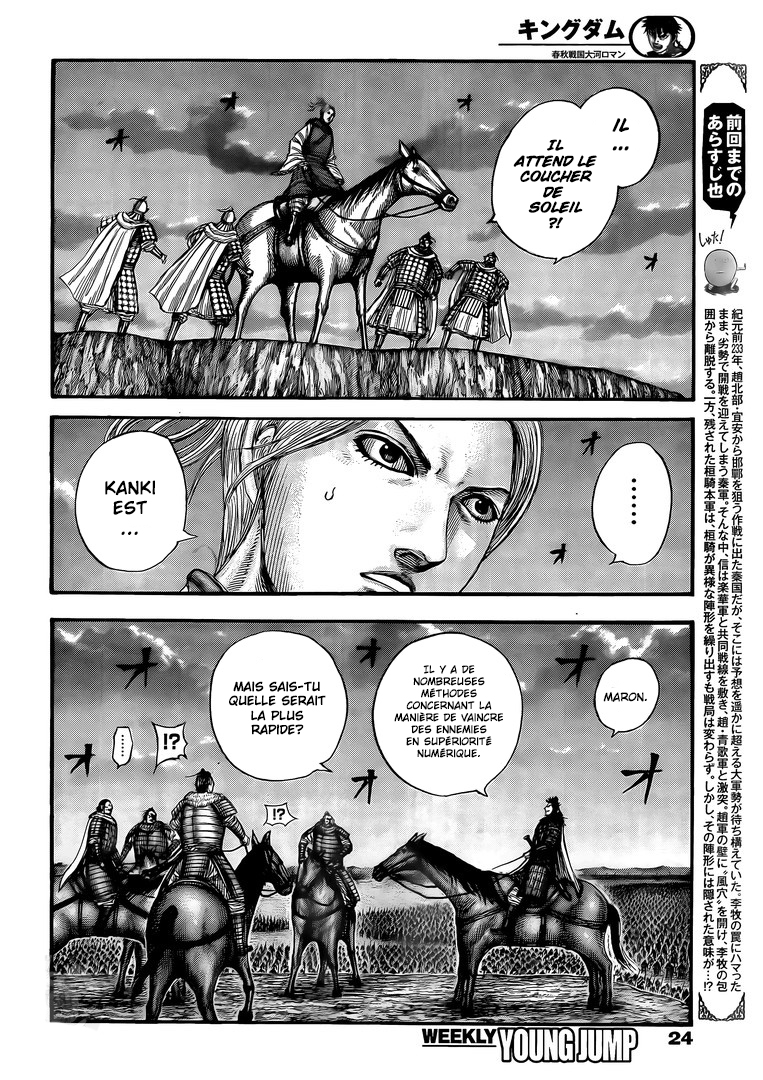 キングダム
春秋戦国大河ロマン
前回までの
あらすじ也
紀元前233年、趙北部・宜安から邯鄲を狙う作戦に出た秦国だが、そこには予想を遥かに超える大軍勢が待ち構えていた。李牧の罠にハマった
まま、劣勢で開戦を迎えてしまう秦軍。そんな中、信は楽華軍と共同戦線を敷き、趙・青歌軍と激突。趙軍の壁に〝風穴〟を開け、李牧の包
囲から離脱する。一方、残された桓騎本軍は、桓騎が異様な陣形を繰り出すも戦局は変わらず。しかし、その陣形には隠された意味が…!?
IL
...
IL
ATTEND LE
COUCHER
DE
SOLEIL
?!
......
KANKI
EST
...
MARON.
IL Y A DE
NOMBREUSES
MÉTHODES
CONCERNANT LA
MANIÈRE DE VAINCRE
DES ENNEMIES
EN SUPÉRIORITÉ
NUMÉRIQUE.
MAIS SAIS-TU
QUELLE SERAIT
LA PLUS
RAPIDE?
!?
!?
......
オ
オ
オ
オ
オ
オ
WEEKLY YOUNG JUMP
24